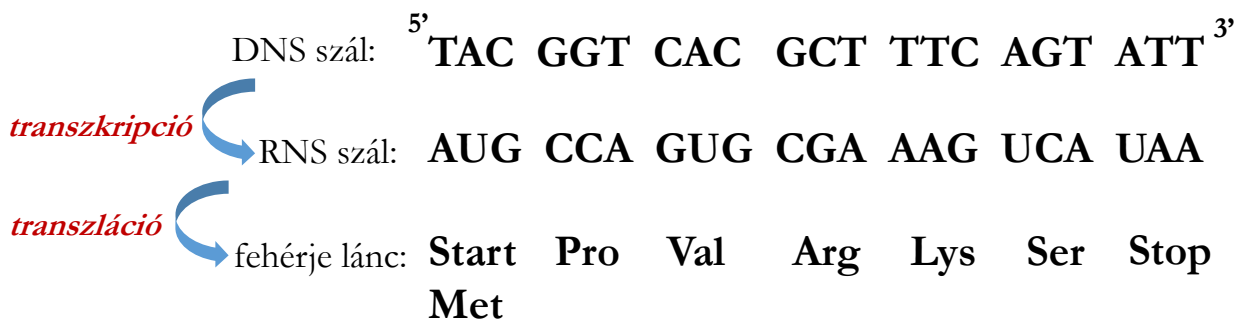 DNS szál: 5’ TAC GGT CAC GCT TTC AGT ATT 3’
transzkripció
RNS szál: AUG CCA GUG CGA AAG UCA UAA
transzláció
fehérje lánc: Start Pro Val Arg Lys Ser Stop
Met